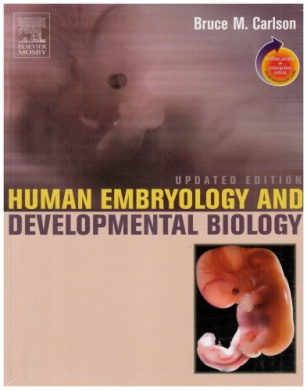 Bruce M. Carlson
ELSEVIER
MOSBY
UPDATED EDITION
HUMAN EMBRYOLOGY AND
DEVELOPMENTAL BIOLOGY